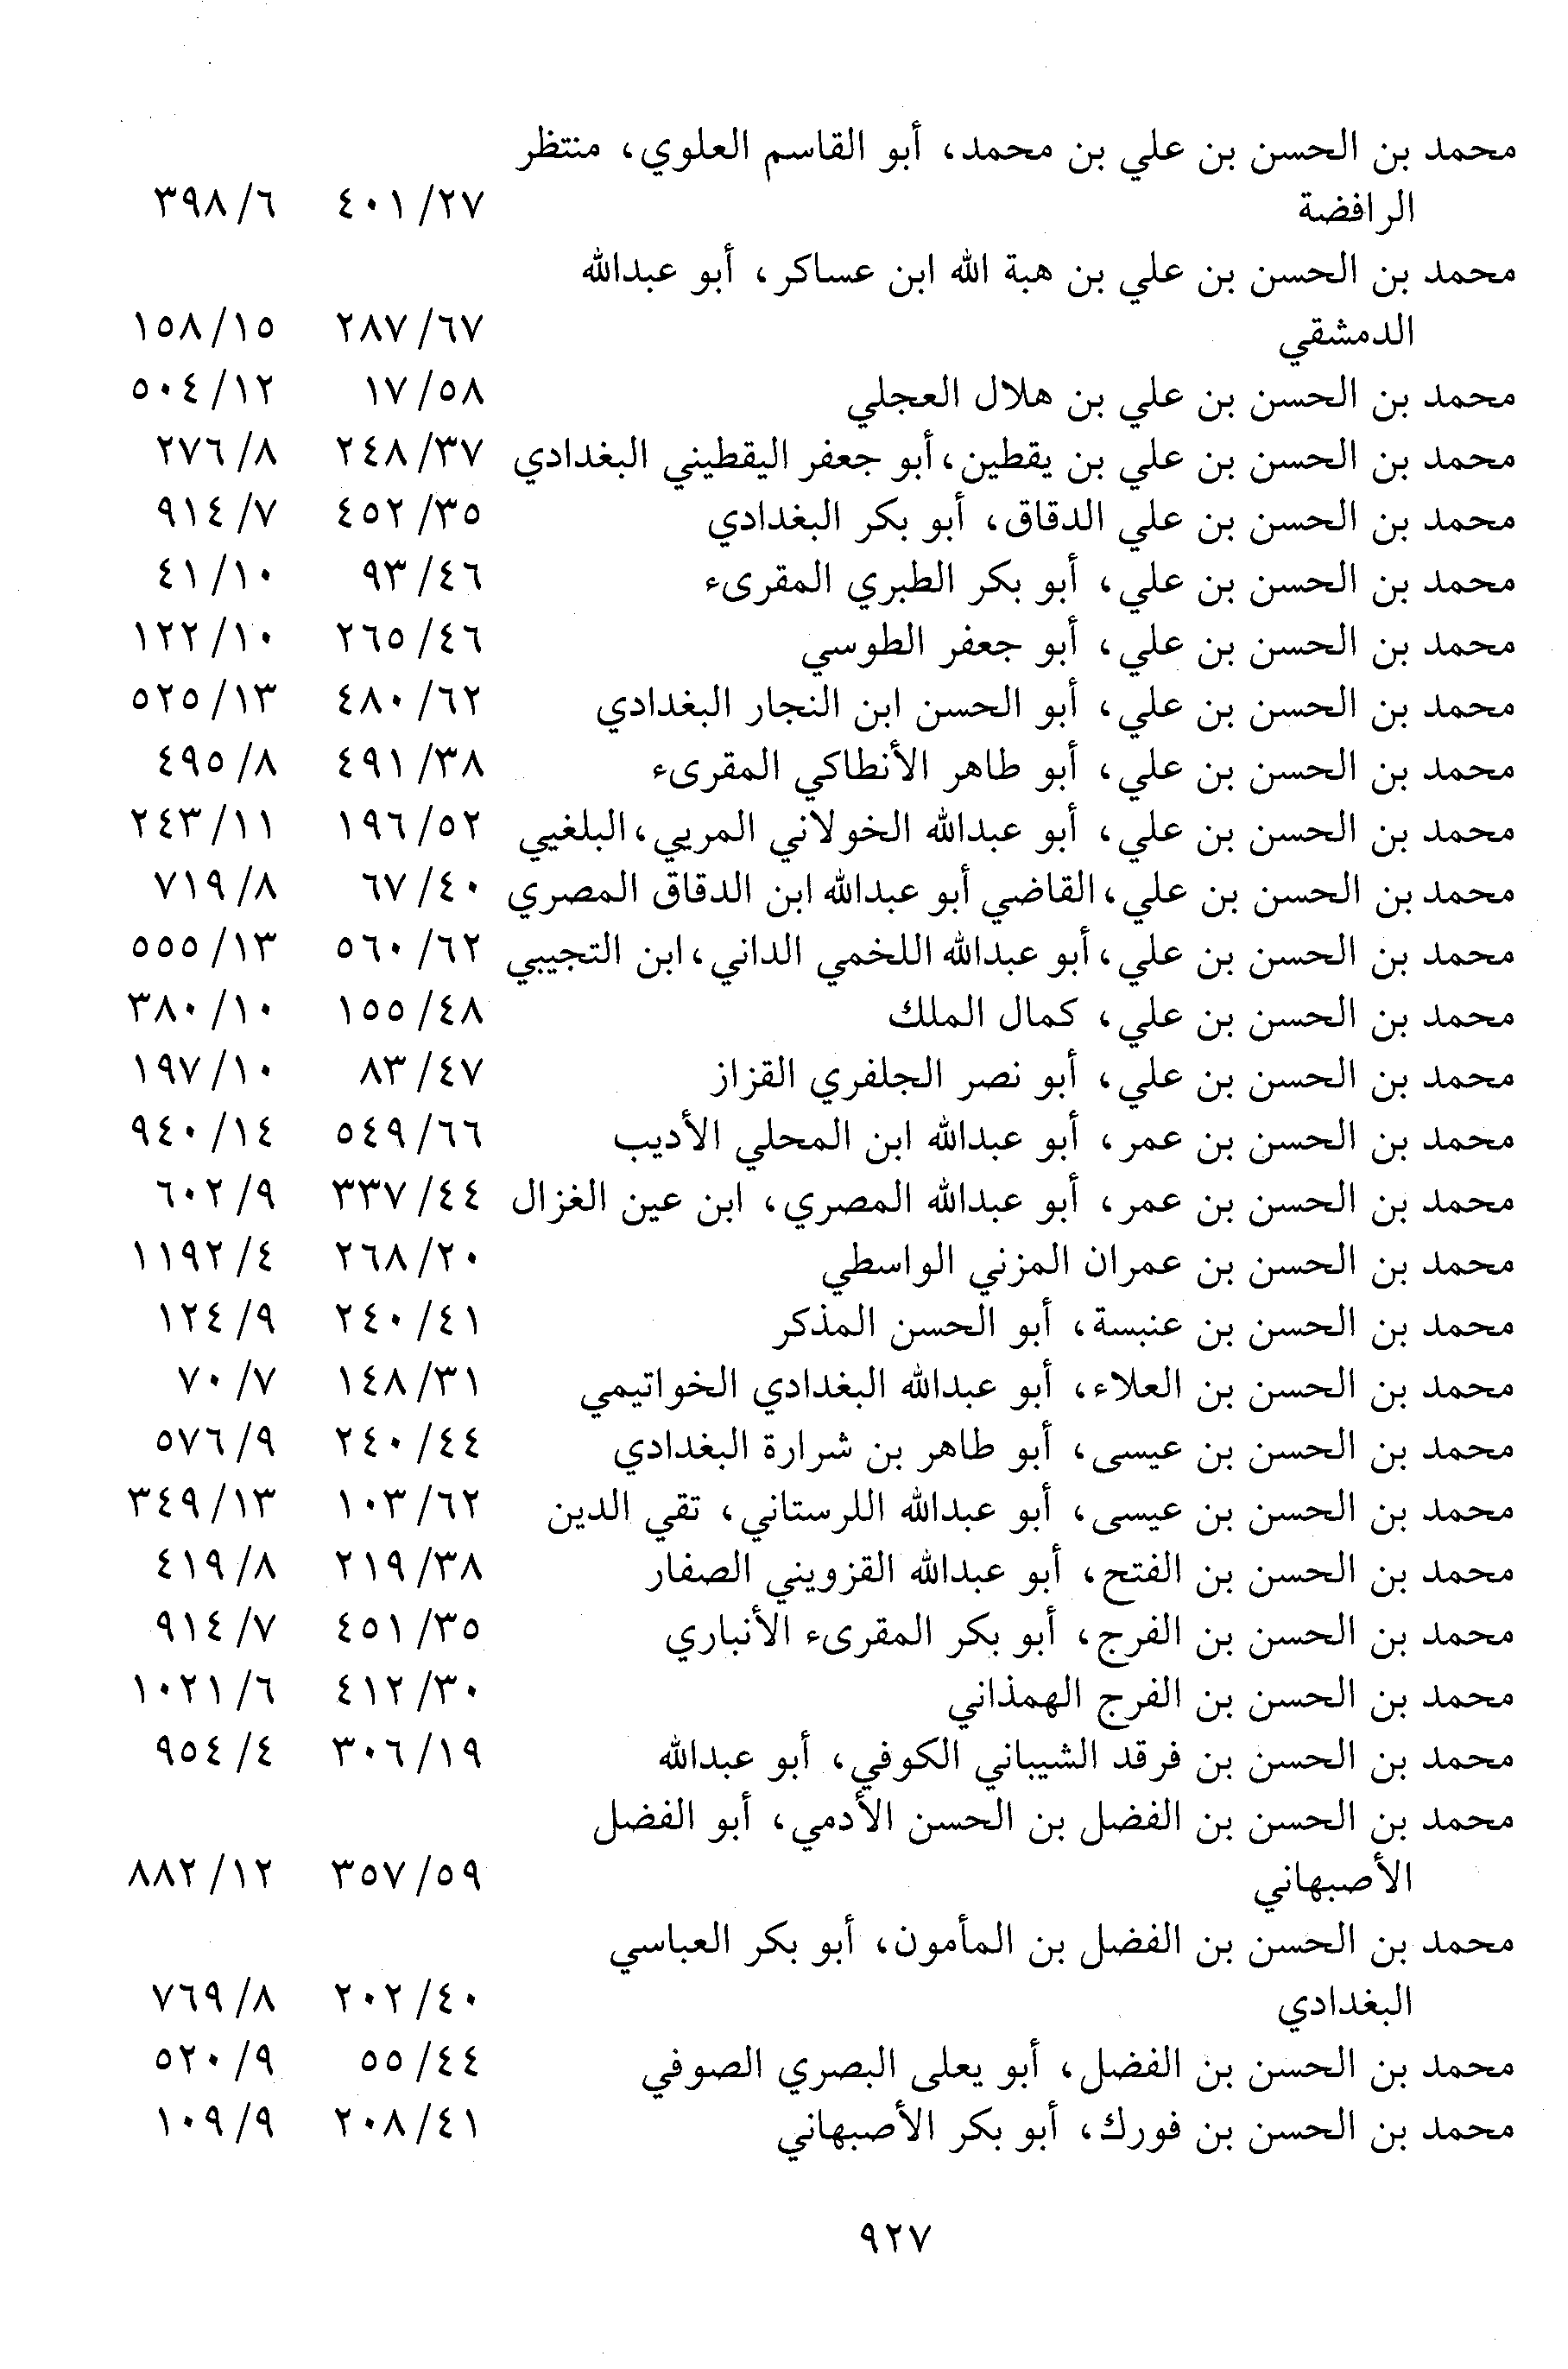 محمد بن الحسن بن علي بن محمد، أبو القاسم العلوي، منتظر
الرافضة ٤٠١/٢٧ ٣٩٨/٦
محمد بن الحسن بن علي بن هبة الله ابن عساكر، أبو عبدالله
الدمشقي ٢٨٧/٦٧ ١٥٨/١٥
محمد بن الحسن بن علي بن هلال العجلي ١٧/٥٨ ٥٠٤/١٢
محمد بن الحسن بن علي بن يقطين، أبو جعفر اليقطيني البغدادي ٢٤٨/٣٧ ٢٧٦/٨
محمد بن الحسن بن علي الدقاق، أبو بكر البغدادي ٤٥٢/٣٥ ٩١٤/٧
محمد بن الحسن بن علي، أبو بكر الطبري المقرىء ٩٣/٤٦ ٤١/١٠
محمد بن الحسن بن علي، أبو جعفر الطوسي ٢٦٥/٤٦ ١٢٢/١٠
محمد بن الحسن بن علي، أبو الحسن ابن النجار البغدادي ٤٨٠/٦٢ ٥٢٥/١٣
محمد بن الحسن بن علي، أبو طاهر الأنطاكي المقرىء ٤٩١/٣٨ ٤٩٥/٨
محمد بن الحسن بن علي، أبو عبدالله الخولاني المريي، البلغيي ١٩٦/٥٢ ٢٤٣/١١
محمد بن الحسن بن علي، القاضي أبو عبدالله ابن الدقاق المصري ٦٧/٤٠ ٧١٩/٨
محمد بن الحسن بن علي، أبو عبدالله اللخمي الداني، ابن التجيبي ٥٦٠/٦٢ ٥٥٥/١٣
محمد بن الحسن بن علي، كمال الملك ١٥٥/٤٨ ٣٨٠/١٠
محمد بن الحسن بن علي، أبو نصر الجلفري القزاز ٨٣/٤٧ ١٩٧/١٠
محمد بن الحسن بن عمر، أبو عبدالله ابن المحلي الأديب ٥٤٩/٦٦ ٩٤٠/١٤
محمد بن الحسن بن عمر، أبو عبدالله المصري، ابن عين الغزال ٣٣٧/٤٤ ٦٠٢/٩
محمد بن الحسن بن عمران المزني الواسطي ٢٦٨/٢٠ ١١٩٢/٤
محمد بن الحسن بن عنبسة، أبو الحسن المذكر ٢٤٠/٤١ ١٢٤/٩
محمد بن الحسن بن العلاء، أبو عبدالله البغدادي الخواتيمي ١٤٨/٣١ ٧٠/٧
محمد بن الحسن بن عيسى، أبو طاهر بن شرارة البغدادي ٢٤٠/٤٤ ٥٧٦/٩
محمد بن الحسن بن عيسى، أبو عبدالله اللرستاني، تقي الدين ١٠٣/٦٢ ٣٤٩/١٣
محمد بن الحسن بن الفتح، أبو عبدالله القزويني الصفار ٢١٩/٣٨ ٤١٩/٨
محمد بن الحسن بن الفرج، أبو بكر المقرىء الأنباري ٤٥١/٣٥ ٩١٤/٧
محمد بن الحسن بن الفرج الهمذاني ٤١٢/٣٠ ١٠٢١/٦
محمد بن الحسن بن فرقد الشيباني الكوفي، أبو عبدالله ٣٠٦/١٩ ٩٥٤/٤
محمد بن الحسن بن الفضل بن الحسن الأدمي، أبو الفضل
الأصبهاني ٣٥٧/٥٩ ٨٨٢/١٢
محمد بن الحسن بن الفضل بن المأمون، أبو بكر العباسي
البغدادي ٢٠٢/٤٠ ٧٦٩/٨
محمد بن الحسن بن الفضل، أبو يعلى البصري الصوفي ٥٥/٤٤ ٥٢٠/٩
محمد بن الحسن بن فورك، أبو بكر الأصبهاني ٢٠٨/٤١ ١٠٩/٩
٩٢٧